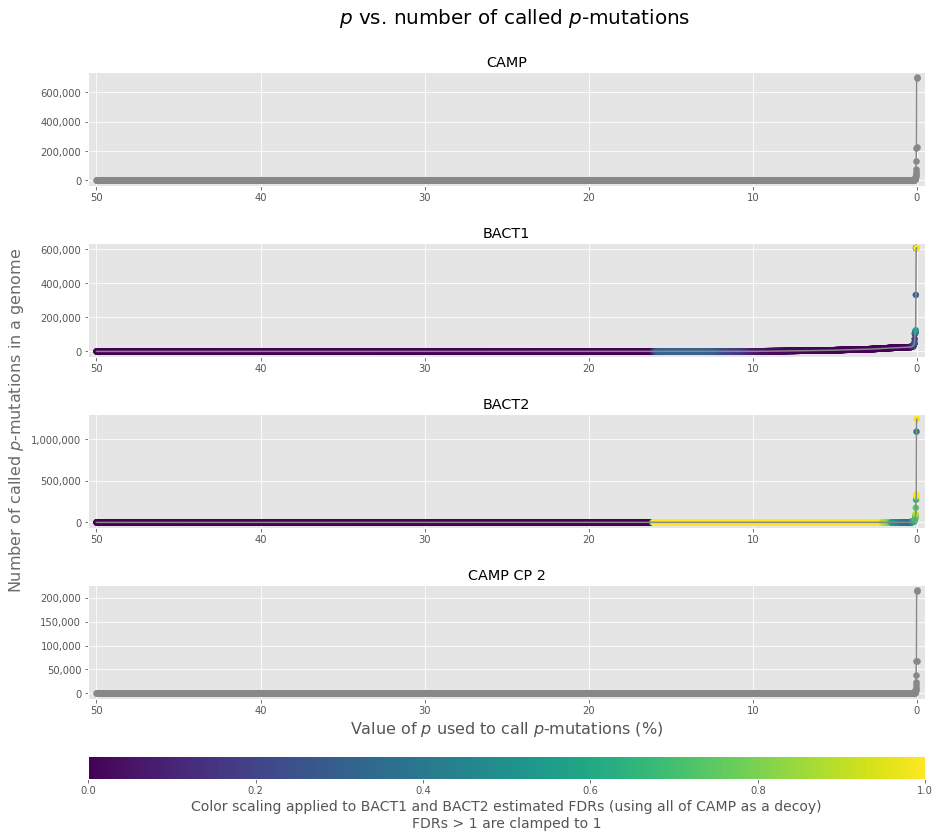 p vs. number of called p-mutations
CAMP
600,000
400,000
200,000
0
50 40 30 20 10 0
BACT1
600,000
400,000
200,000
0
50 40 30 20 10 0
Number of called p-mutations in a genome
BACT2
1,000,000
500,000
0
50 40 30 20 10 0
CAMP CP 2
200,000
150,000
100,000
50,000
0
50 40 30 20 10 0
Value of p used to call p-mutations (%)
0.0 0.2 0.4 0.6 0.8 1.0
Color scaling applied to BACT1 and BACT2 estimated FDRs (using all of CAMP as a decoy)
FDRs > 1 are clamped to 1